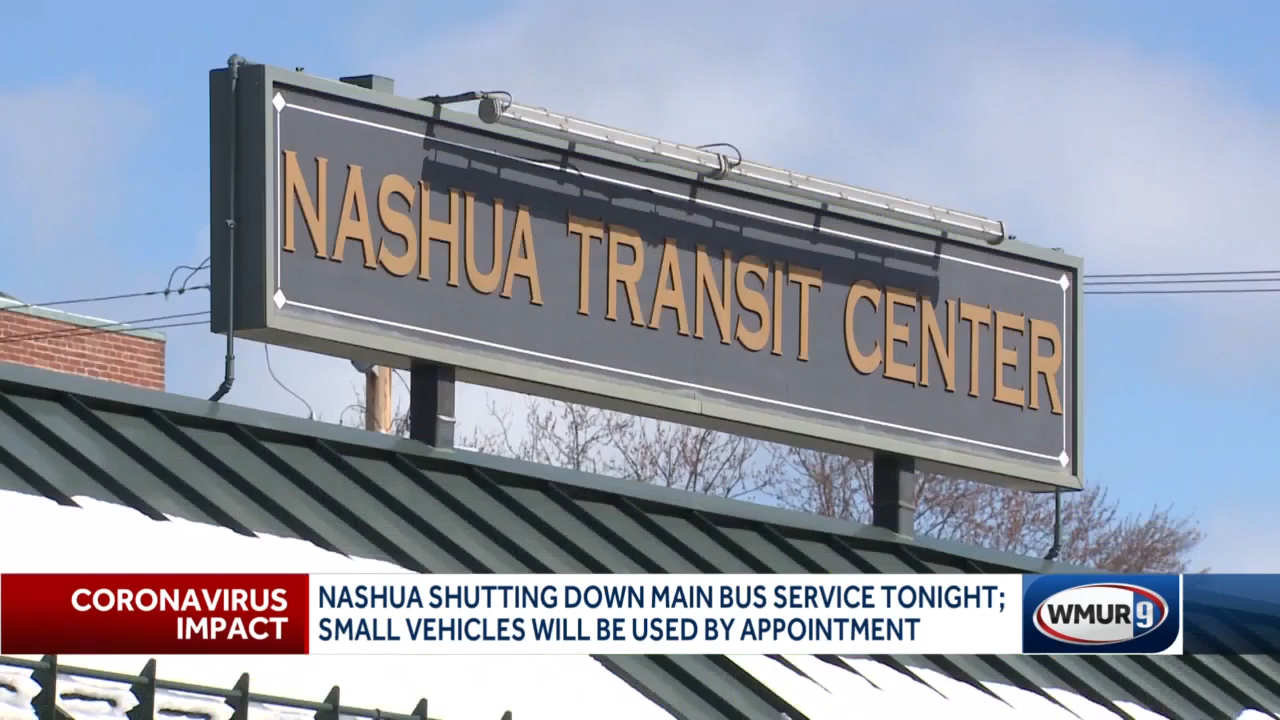 NASHUA TRANSIT CENTER
CORONAVIRUS
IMPACT
NASHUA SHUTTING DOWN MAIN BUS SERVICE TONIGHT;
SMALL VEHICLES WILL BE USED BY APPOINTMENT
WMUR 9